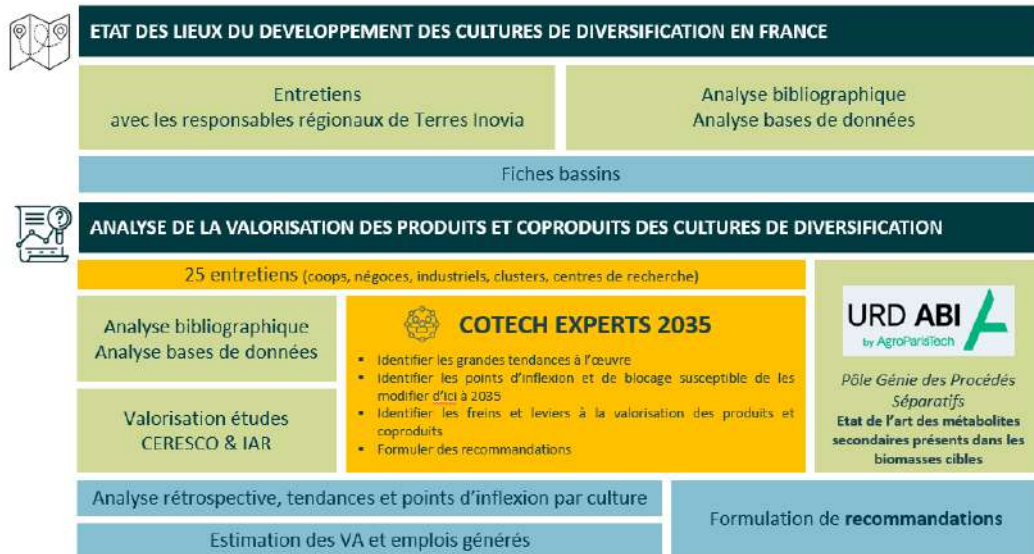 ETAT DES LIEUX DU DEVELOPPEMENT DES CULTURES DE DIVERSIFICATION EN FRANCE
Entretiens
avec les responsables régionaux de Terres Inovia
Analyse bibliographique
Analyse bases de données
Fiches bassins
ANALYSE DE LA VALORISATION DES PRODUITS ET COPRODUITS DES CULTURES DE DIVERSIFICATION
25 entretiens (coops, négoces, industriels, clusters, centres de recherche)
Analyse bibliographique
Analyse bases de données
Valorisation études
CERESCO & IAR
COTECH EXPERTS 2035
▪ Identifier les grandes tendances à l'œuvre
▪ Identifier les points d'inflexion et de blocage susceptible de les
modifier d'ici à 2035
▪ Identifier les freins et leviers à la valorisation des produits et
coproduits
▪ Formuler des recommandations
URD ABI
by AgroParisTech
Pôle Génie des Procédés
Séparatifs
Etat de l'art des métabolites
secondaires présents dans les
biomasses cibles
Analyse rétrospective, tendances et points d'inflexion par culture
Estimation des VA et emplois générés
Formulation de recommandations